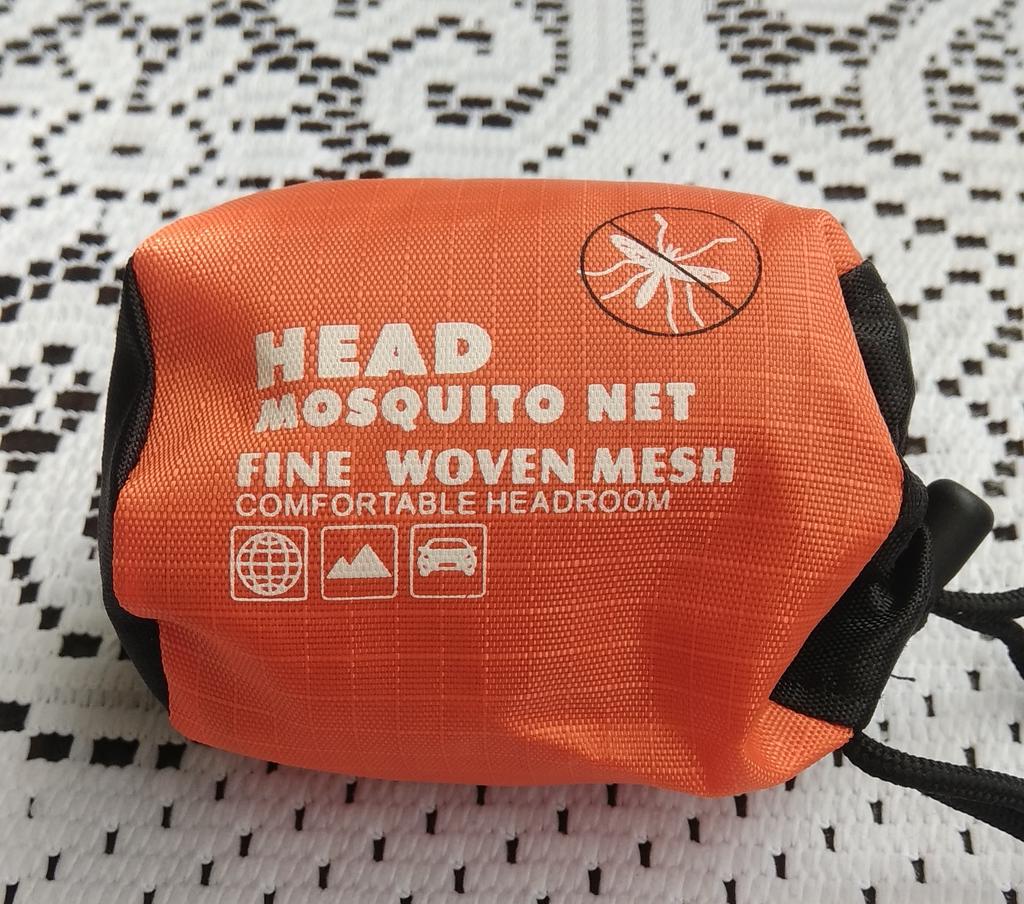 HEAD
MOSQUITO NET
FINE WOVEN MESH
COMFORTABLE HEADROOM